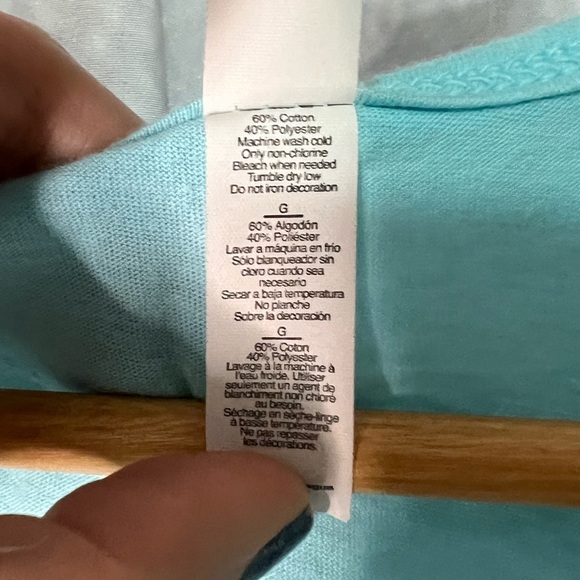 60% Cotton
40% Polyester
Machine wash cold
Only non-chlorine
Bleach when needed
Tumble dry low
Do not iron decoration
G
60% Algodón
40% Poliéster
Lavar a máquina en frío
Sólo blanqueador sin
cloro cuando sea
necesario
Secar a baja temperatura
No planche
Sobre la decoración
G
60% Coton
40% Polyester
Lavage à la machine à
l'eau froide. Utiliser
seulement un agent de
blanchiment non chloré
au besoin.
Séchage en sèche-linge
à basse température.
Ne pas repasser
les décorations.